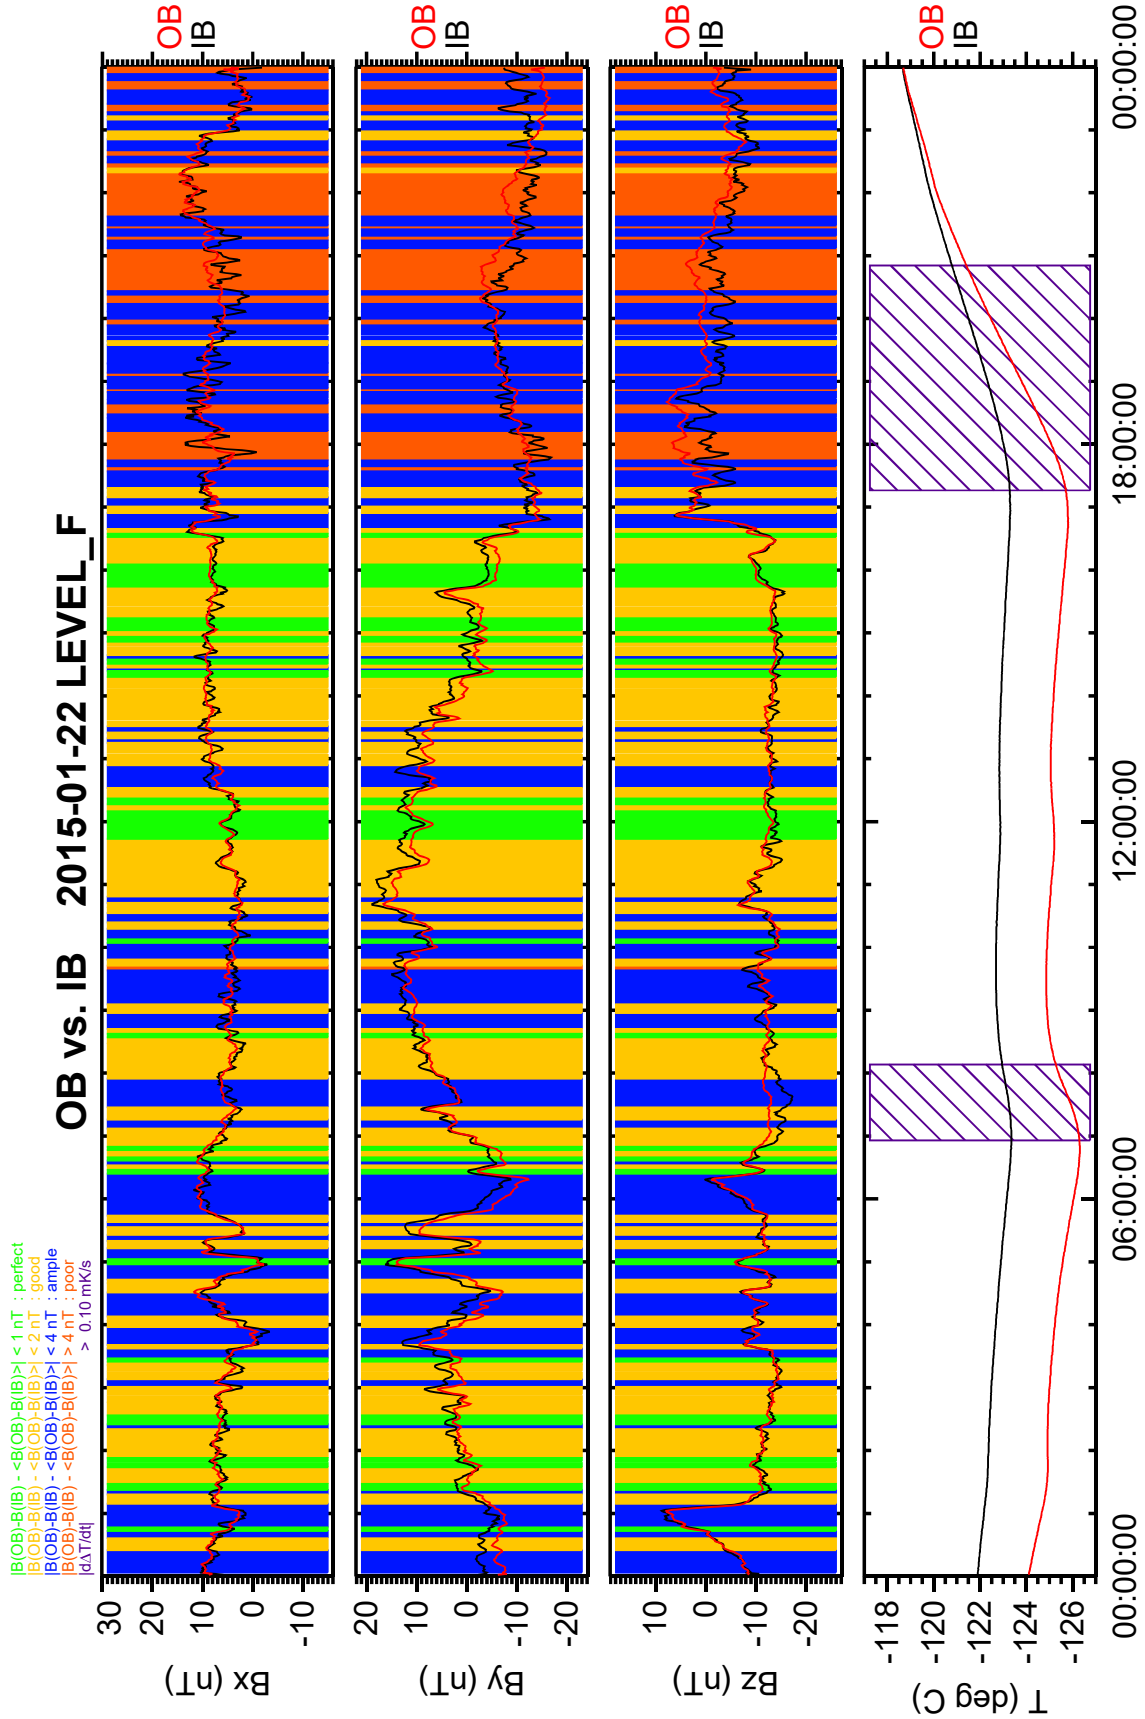 OB vs. IB 2015-01-22 LEVEL_F
|B(OB)-B(IB) - <B(OB)-B(IB)>| < 1 nT : perfect
|B(OB)-B(IB) - <B(OB)-B(IB)>| < 2 nT : good
|B(OB)-B(IB) - <B(OB)-B(IB)>| < 4 nT : ample
|B(OB)-B(IB) - <B(OB)-B(IB)>| > 4 nT : poor
|dΔT/dt| > 0.10 mK/s
Bx (nT)
30
20
10
0
-10
OB
IB
By (nT)
20
10
0
-10
-20
OB
IB
Bz (nT)
10
0
-10
-20
OB
IB
T (deg C)
-118
-120
-122
-124
-126
OB
IB
00:00:00 06:00:00 12:00:00 18:00:00 00:00:00